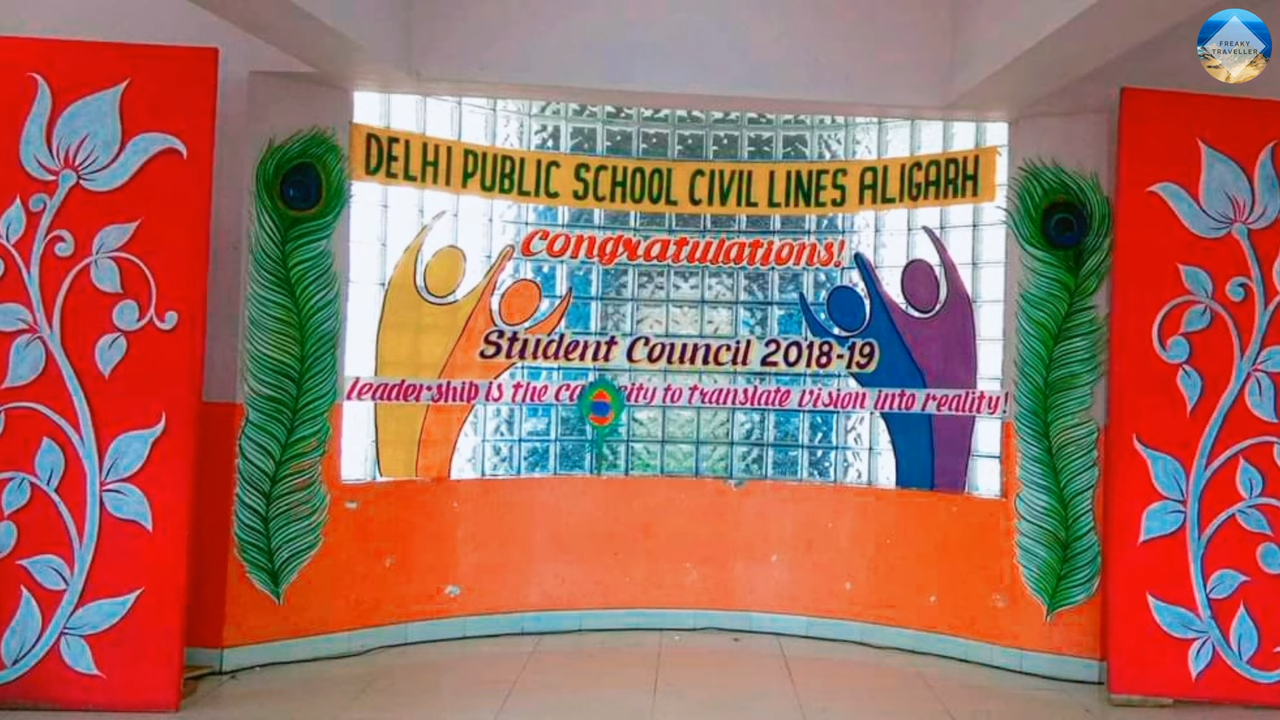 FREAKY
TRAVELLER
DELHI PUBLIC SCHOOL CIVIL LINES ALIGARH
Congratulations!
Student Council 2018-19
Leadership is the to translate vision into reality!